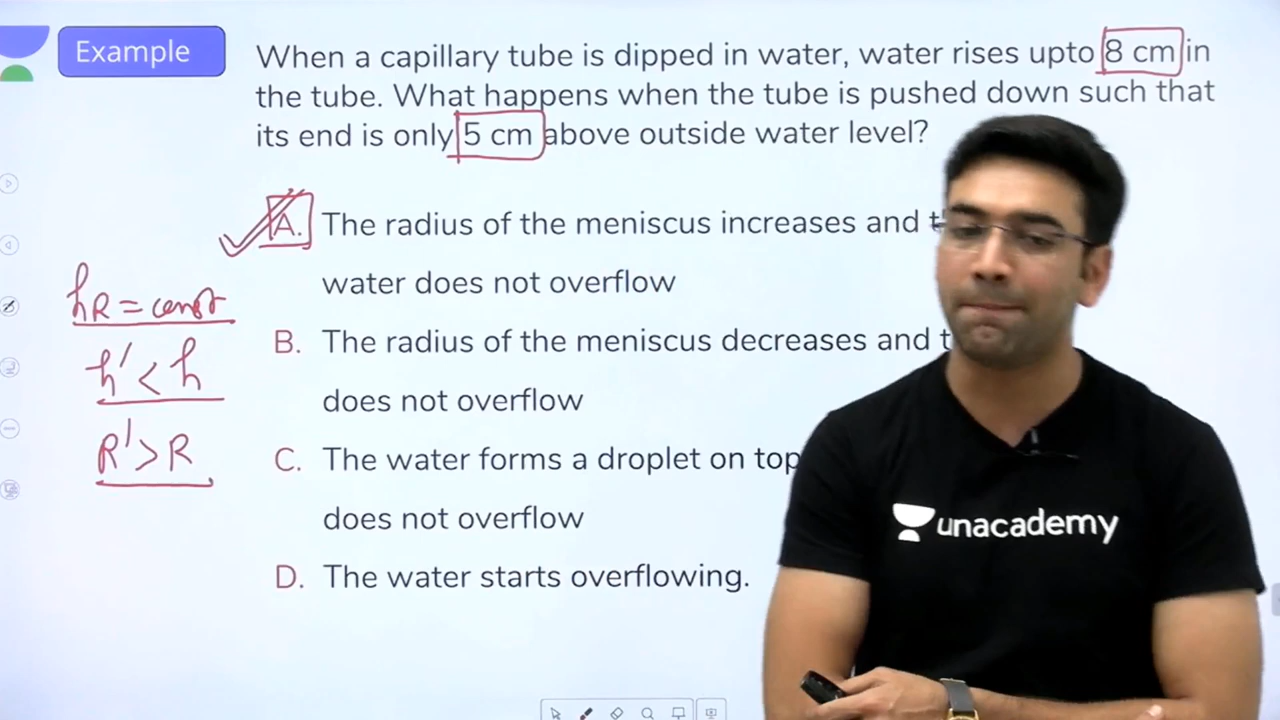 Example
When a capillary tube is dipped in water, water rises upto 8 cm in
the tube. What happens when the tube is pushed down such that
its end is only 5 cm above outside water level?
A. The radius of the meniscus increases and
water does not overflow
B. The radius of the meniscus decreases and
does not overflow
C. The water forms a droplet on top
does not overflow
D. The water starts overflowing.
hR = const
h' < h
R' > R
unacademy